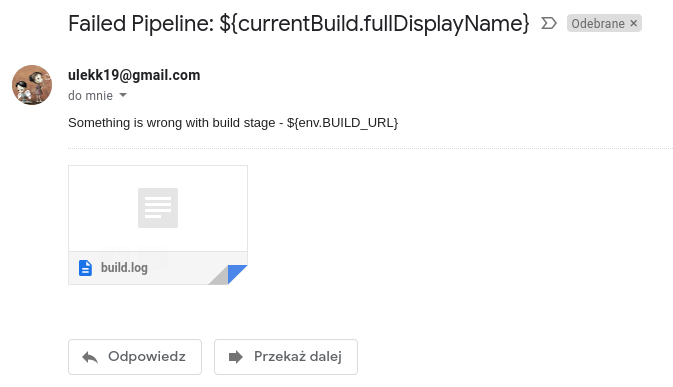 Failed Pipeline: ${currentBuild.fullDisplayName} Odebrane ×
ulekk19@gmail.com
do mnie
Something is wrong with build stage - ${env.BUILD_URL}
build.log
Odpowiedz Przekaż dalej